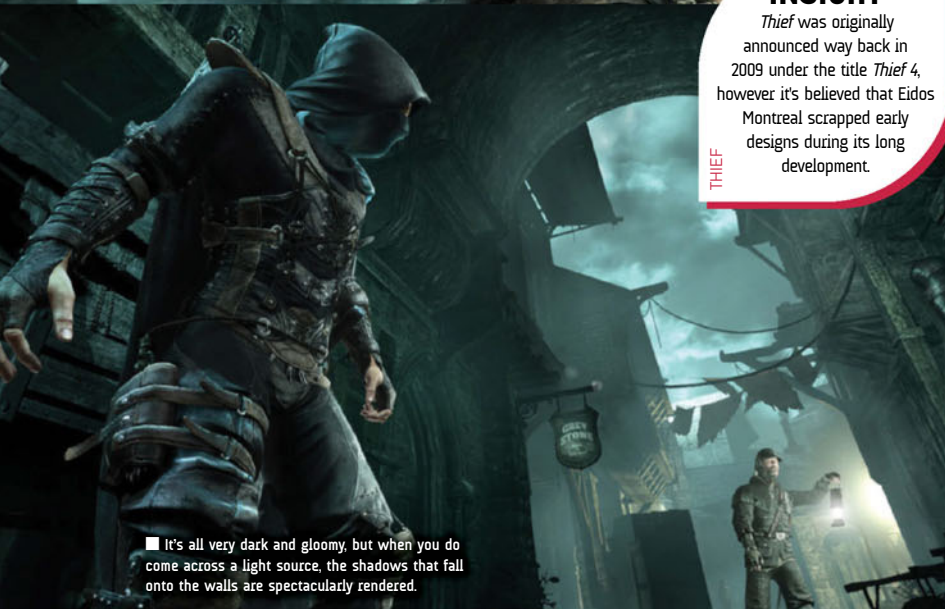 INSIGHT
Thief was originally
announced way back in
2009 under the title Thief 4,
however it's believed that Eidos
Montreal scrapped early
designs during its long
development.
THIEF
GREY
STONE
It's all very dark and gloomy, but when you do
come across a light source, the shadows that fall
onto the walls are spectacularly rendered.